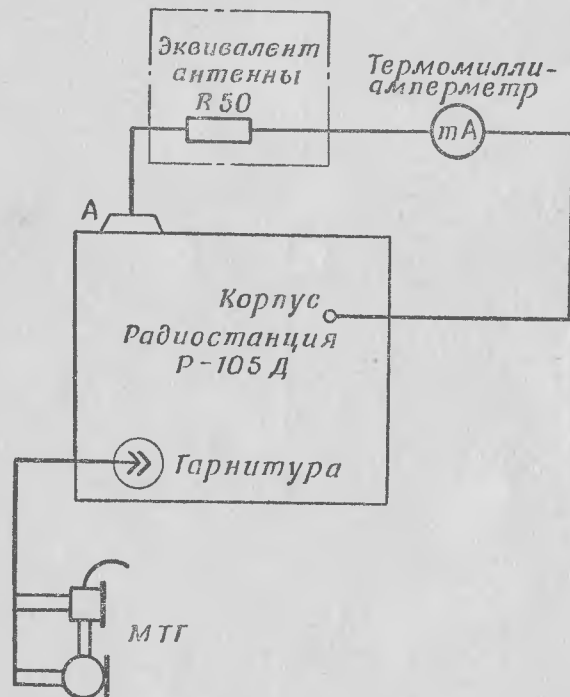 Эквивалент
антенны
R 50
Термомилли-
амперметр
mA
А
Корпус
Радиостанция
Р-105 Д
Гарнитура
МТГ